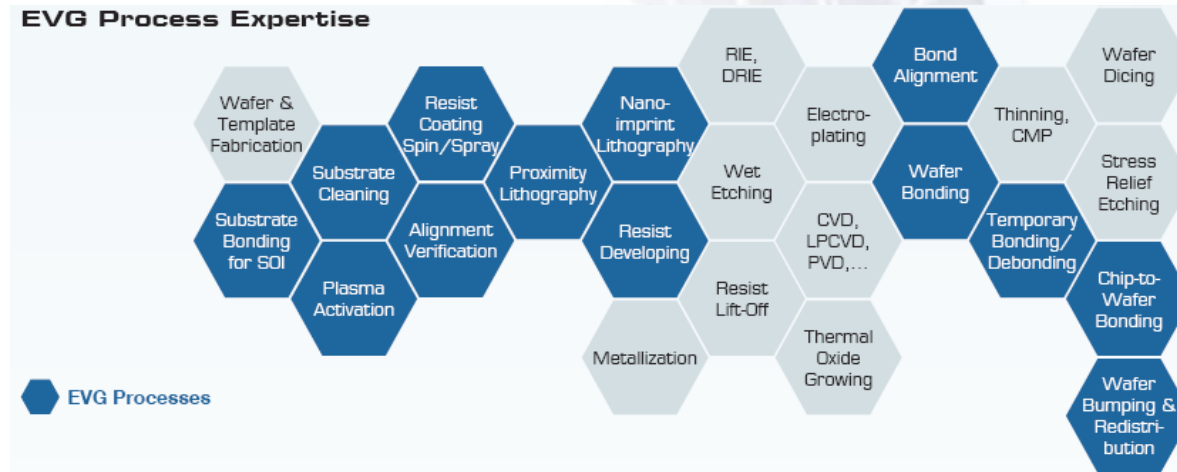 EVG Process Expertise
Wafer &
Template
Fabrication
Substrate
Bonding
for SOI
Substrate
Cleaning
Plasma
Activation
Resist
Coating
Spin/Spray
Alignment
Verification
Proximity
Lithography
Nano-
imprint
Lithography
Resist
Developing
Metallization
RIE,
DRIE
Wet
Etching
Resist
Lift-Off
Electro-
plating
CVD,
LPCVD,
PVD,...
Thermal
Oxide
Growing
Bond
Alignment
Wafer
Bonding
Thinning,
CMP
Temporary
Bonding/
Debonding
Wafer
Dicing
Stress
Relief
Etching
Chip-to-
Wafer
Bonding
Wafer
Bumping &
Redistri-
bution
EVG Processes